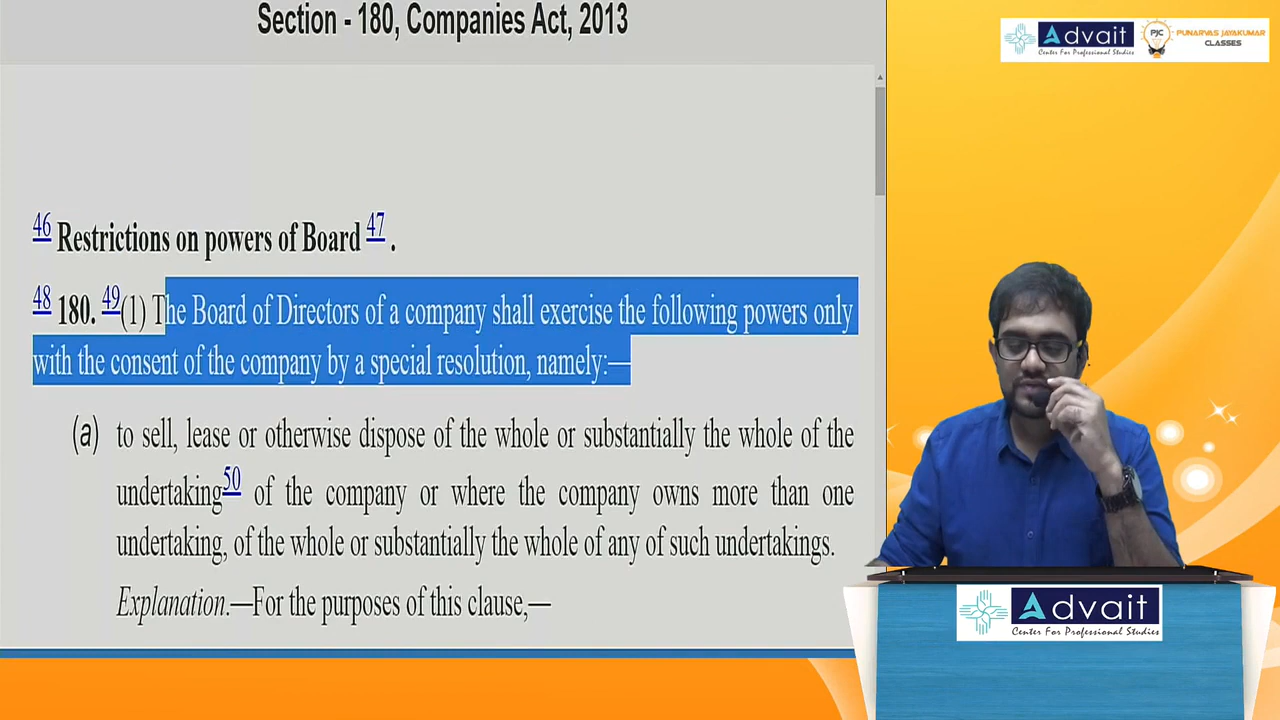 Section - 180, Companies Act, 2013
Advait
Center For Professional Studies
PJC
PUNARVAS JAYAKUMAR
CLASSES
46 Restrictions on powers of Board 47 .
48 180. 49(1) The Board of Directors of a company shall exercise the following powers only
with the consent of the company by a special resolution, namely:—
(a) to sell, lease or otherwise dispose of the whole or substantially the whole of the
undertaking50 of the company or where the company owns more than one
undertaking, of the whole or substantially the whole of any of such undertakings.
Explanation.—For the purposes of this clause,—
Advait
Center For Professional Studies